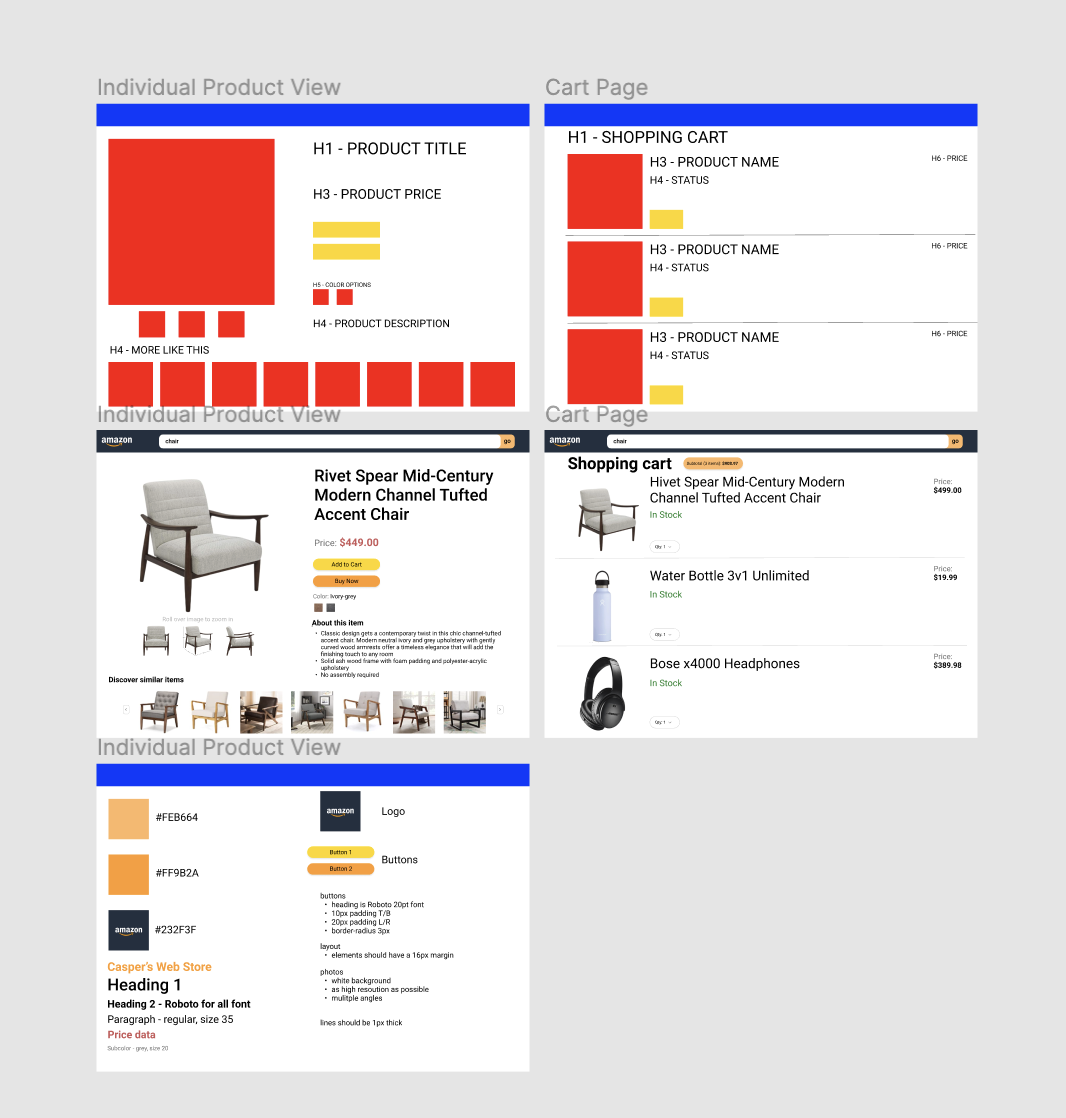 Individual Product View
H1 - PRODUCT TITLE
H3 - PRODUCT PRICE
H5 - COLOR OPTIONS
H4 - PRODUCT DESCRIPTION
H4 - MORE LIKE THIS
Cart Page
H1 - SHOPPING CART
H3 - PRODUCT NAME
H6 - PRICE
H4 - STATUS
H3 - PRODUCT NAME
H6 - PRICE
H4 - STATUS
H3 - PRODUCT NAME
H6 - PRICE
H4 - STATUS
Individual Product View
amazon
chair
go
Rivet Spear Mid-Century
Modern Channel Tufted
Accent Chair
Price: $449.00
Add to Cart
Buy Now
Color: Ivory-grey
Roll over image to zoom in
About this item
• Classic design gets a contemporary twist in this chic channel-tufted
accent chair. Modern neutral ivory and grey upholstery with gently
curved wood armrests offer a timeless elegance that will add the
finishing touch to any room
• Solid ash wood frame with foam padding and polyester-acrylic
upholstery
• No assembly required
Discover similar items
Cart Page
amazon
chair
go
Shopping cart
Subtotal (3 items):
Hivet Spear Mid-Century Modern
Channel Tufted Accent Chair
Price:
$499.00
In Stock
Qty: 1
Water Bottle 3v1 Unlimited
Price:
$19.99
In Stock
Qty: 1
Bose x4000 Headphones
Price:
$389.98
In Stock
Qty: 1
Individual Product View
#FEB664
#FF9B2A
amazon
#232F3F
Casper's Web Store
Heading 1
Heading 2 - Roboto for all font
Paragraph - regular, size 35
Price data
Subcolor - grey, size 20
amazon
Logo
Button 1
Button 2
Buttons
buttons
• heading is Roboto 20pt font
• 10px padding T/B
• 20px padding L/R
• border-radius 3px
layout
• elements should have a 16px margin
photos
• white background
• as high resoution as possible
• mulitple angles
lines should be 1px thick